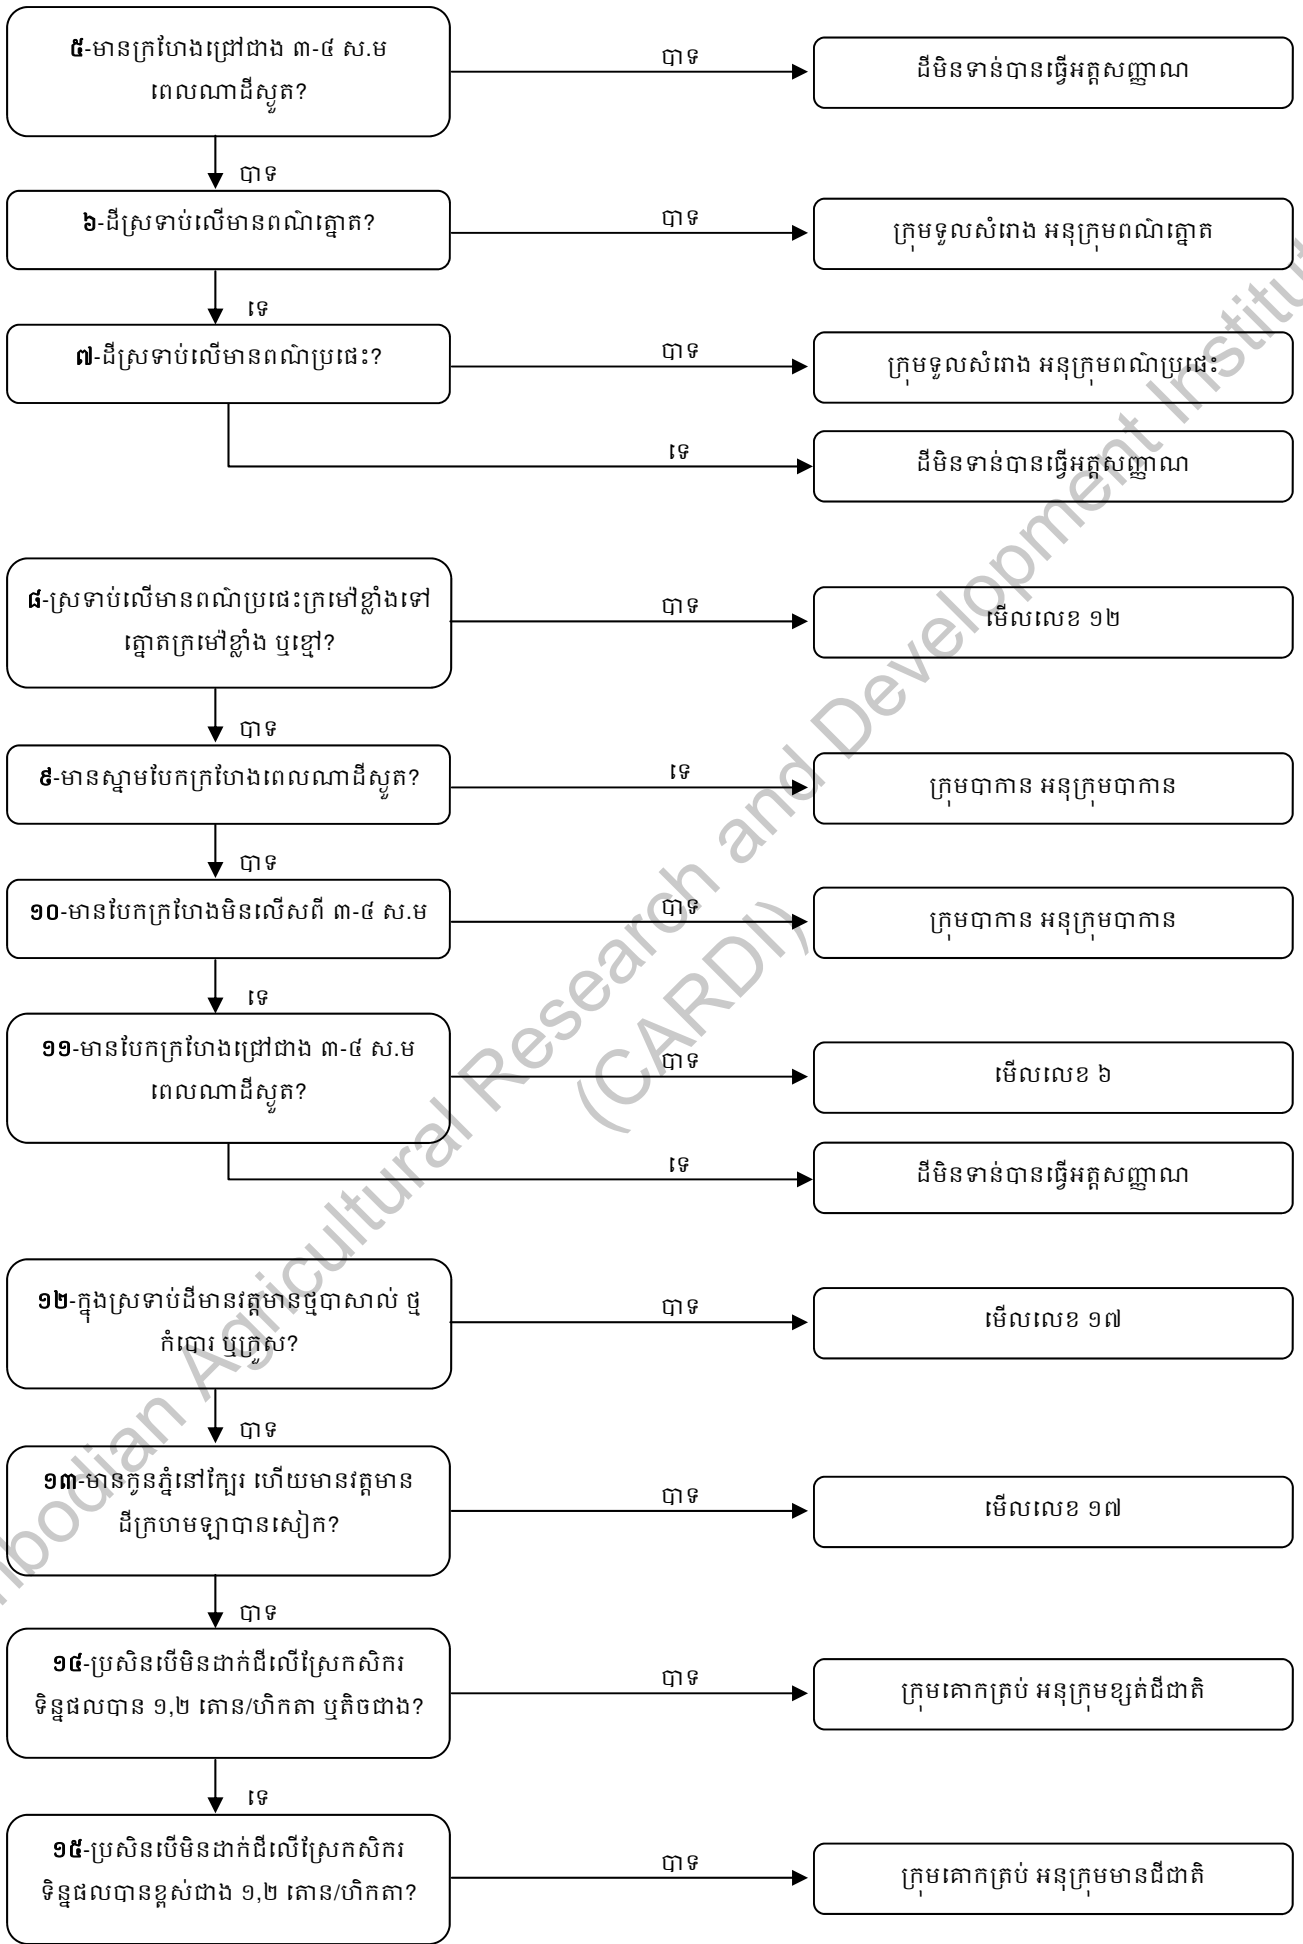 ៥-មានក្រហែងជ្រៅជាង ៣-៤ ស.ម
ពេលណាដីស្ងួត?
បាទ
ដីមិនទាន់បានធ្វើអត្តសញ្ញាណ
បាទ
៦-ដីស្រទាប់លើមានពណ៌ត្នោត?
បាទ
ក្រុមទួលសំរោង អនុក្រុមពណ៌ត្នោត
ទេ
៧-ដីស្រទាប់លើមានពណ៌ប្រផេះ?
បាទ
ក្រុមទួលសំរោង អនុក្រុមពណ៌ប្រផេះ
ទេ
ដីមិនទាន់បានធ្វើអត្តសញ្ញាណ
៨-ស្រទាប់លើមានពណ៌ប្រផេះក្រមៅខ្លាំងទៅ
ត្នោតក្រមៅខ្លាំង ឬខ្មៅ?
បាទ
មើលលេខ ១២
បាទ
៩-មានស្នាមបែកក្រហែងពេលណាដីស្ងួត?
ទេ
ក្រុមបាកាន អនុក្រុមបាកាន
បាទ
១០-មានបែកក្រហែងមិនលើសពី ៣-៤ ស.ម
បាទ
ក្រុមបាកាន អនុក្រុមបាកាន
ទេ
១១-មានបែកក្រហែងជ្រៅជាង ៣-៤ ស.ម
ពេលណាដីស្ងួត?
បាទ
មើលលេខ ៦
ទេ
ដីមិនទាន់បានធ្វើអត្តសញ្ញាណ
១២-ក្នុងស្រទាប់ដីមានវត្តមានថ្មបាសាល់ ថ្ម
កំបោរ ឬក្រួស?
បាទ
មើលលេខ ១៧
បាទ
១៣-មានកូនភ្នំនៅក្បែរ ហើយមានវត្តមាន
ដីក្រហមឡាបានសៀក?
បាទ
មើលលេខ ១៧
បាទ
១៤-ប្រសិនបើមិនដាក់ជីលើស្រែកសិករ
ទិន្នផលបាន ១,២ តោន/ហិកតា ឬតិចជាង?
បាទ
ក្រុមគោកត្រប់ អនុក្រុមខ្សត់ជីជាតិ
ទេ
១៥-ប្រសិនបើមិនដាក់ជីលើស្រែកសិករ
ទិន្នផលបានខ្ពស់ជាង ១,២ តោន/ហិកតា?
បាទ
ក្រុមគោកត្រប់ អនុក្រុមមានជីជាតិ
Agricultural Research and Development
(CARDI)